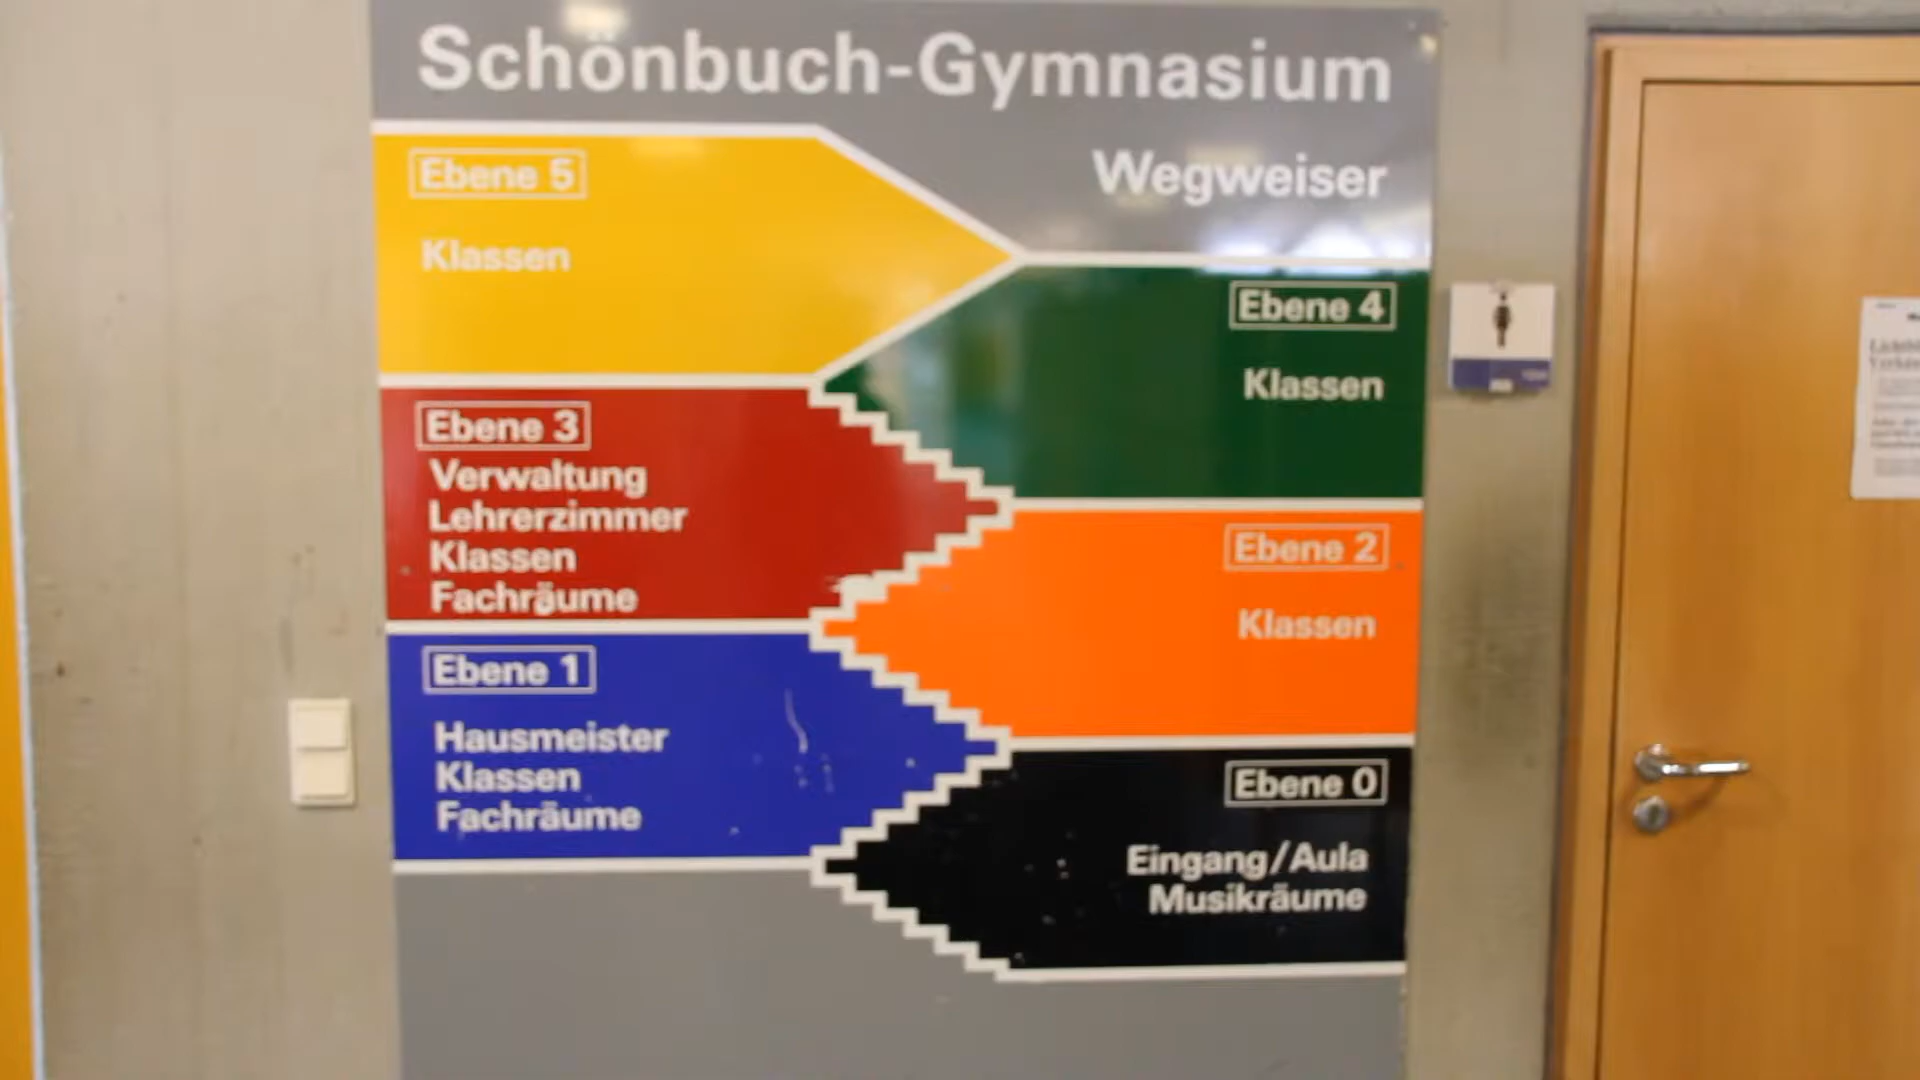 Schönbuch-Gymnasium
Wegweiser
Ebene 5
Klassen
Ebene 4
Klassen
Ebene 3
Verwaltung
Lehrerzimmer
Klassen
Fachräume
Ebene 2
Klassen
Ebene 1
Hausmeister
Klassen
Fachräume
Ebene 0
Eingang/Aula
Musikräume